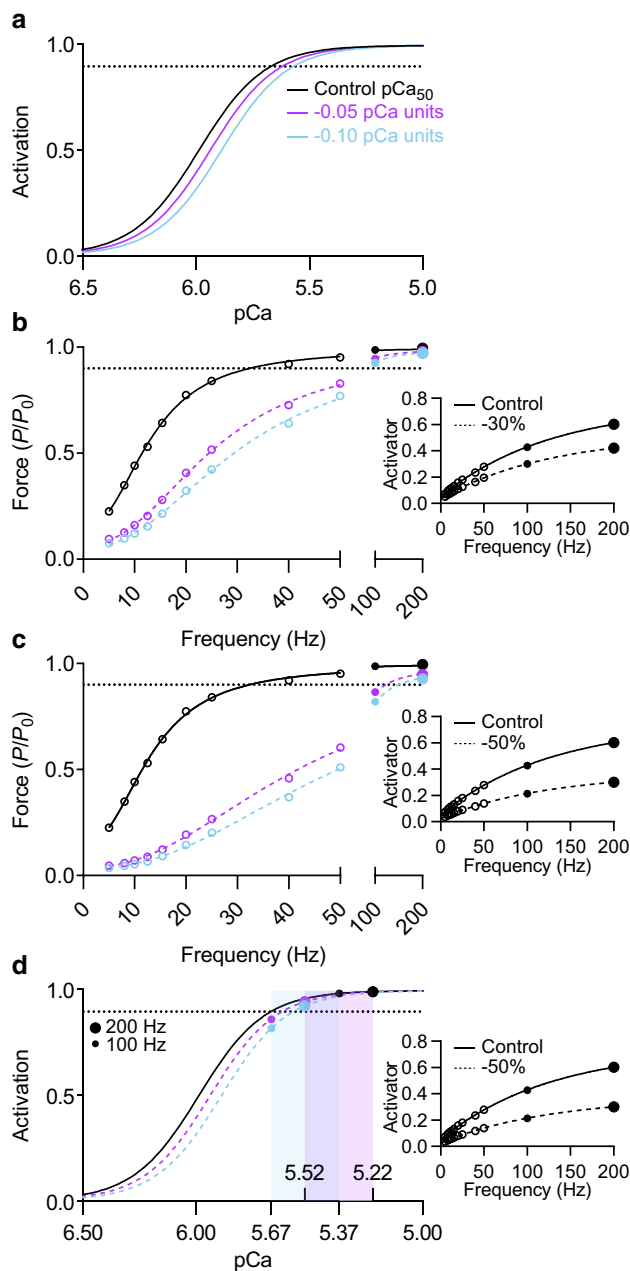 a
1.0
0.5
0.0
Activation
Control pCa50
-0.05 pCa units
-0.10 pCa units
6.5 6.0 5.5 5.0
pCa
b
1.0
0.5
0.0
Force (P/P0)
0 10 20 30 40 50 100 200
Frequency (Hz)
0.8
0.6
0.4
0.2
0.0
Activator
Control
-30%
0 50 100 150 200
Frequency (Hz)
c
1.0
0.5
0.0
Force (P/P0)
0 10 20 30 40 50 100 200
Frequency (Hz)
0.8
0.6
0.4
0.2
0.0
Activator
Control
-50%
0 50 100 150 200
Frequency (Hz)
d
1.0
0.5
0.0
Activation
200 Hz
100 Hz
5.52 5.22
6.50 6.00 5.67 5.37 5.00
pCa
0.8
0.6
0.4
0.2
0.0
Activator
Control
-50%
0 50 100 150 200
Frequency (Hz)